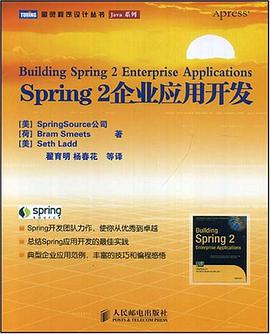 TURING 图灵程序设计丛书 Java 系列
Apress
Building Spring 2 Enterprise Applications
Spring 2企业应用开发
[美] SpringSource公司
[荷] Bram Smeets 著
[美] Seth Ladd
翟育明 杨春花 等译
spring
SOURCE
Spring开发团队力作，使你从优秀到卓越
总结Spring应用开发的最佳实践
典型企业应用范例，丰富的技巧和编程感悟
Building
Spring 2
Enterprise Applications
人民邮电出版社
POSTS & TELECOM PRESS